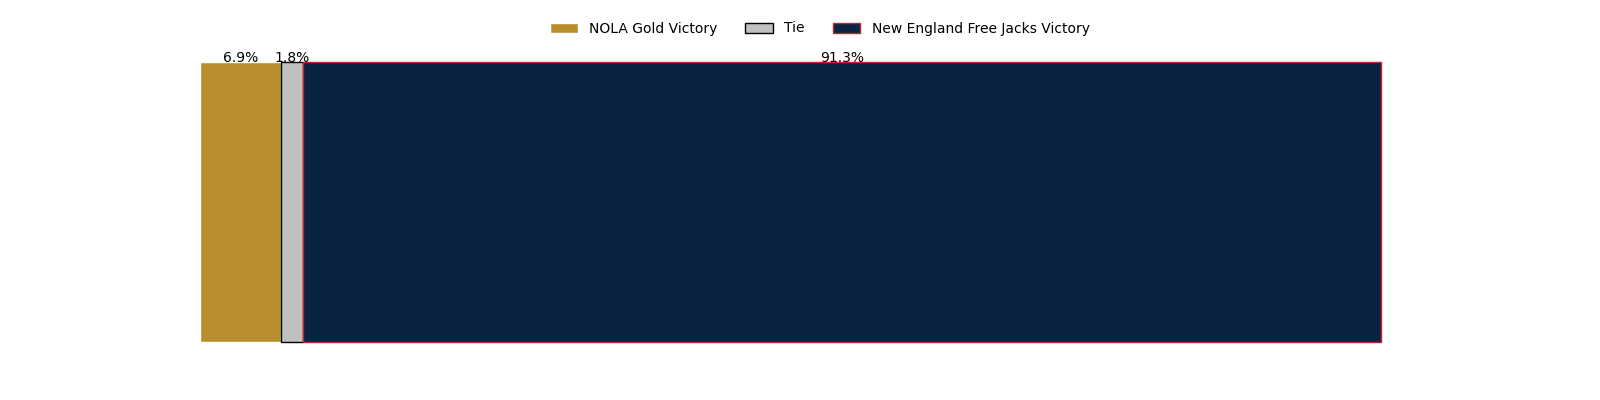 NOLA Gold Victory Tie New England Free Jacks Victory
6.9% 1.8% 91.3%